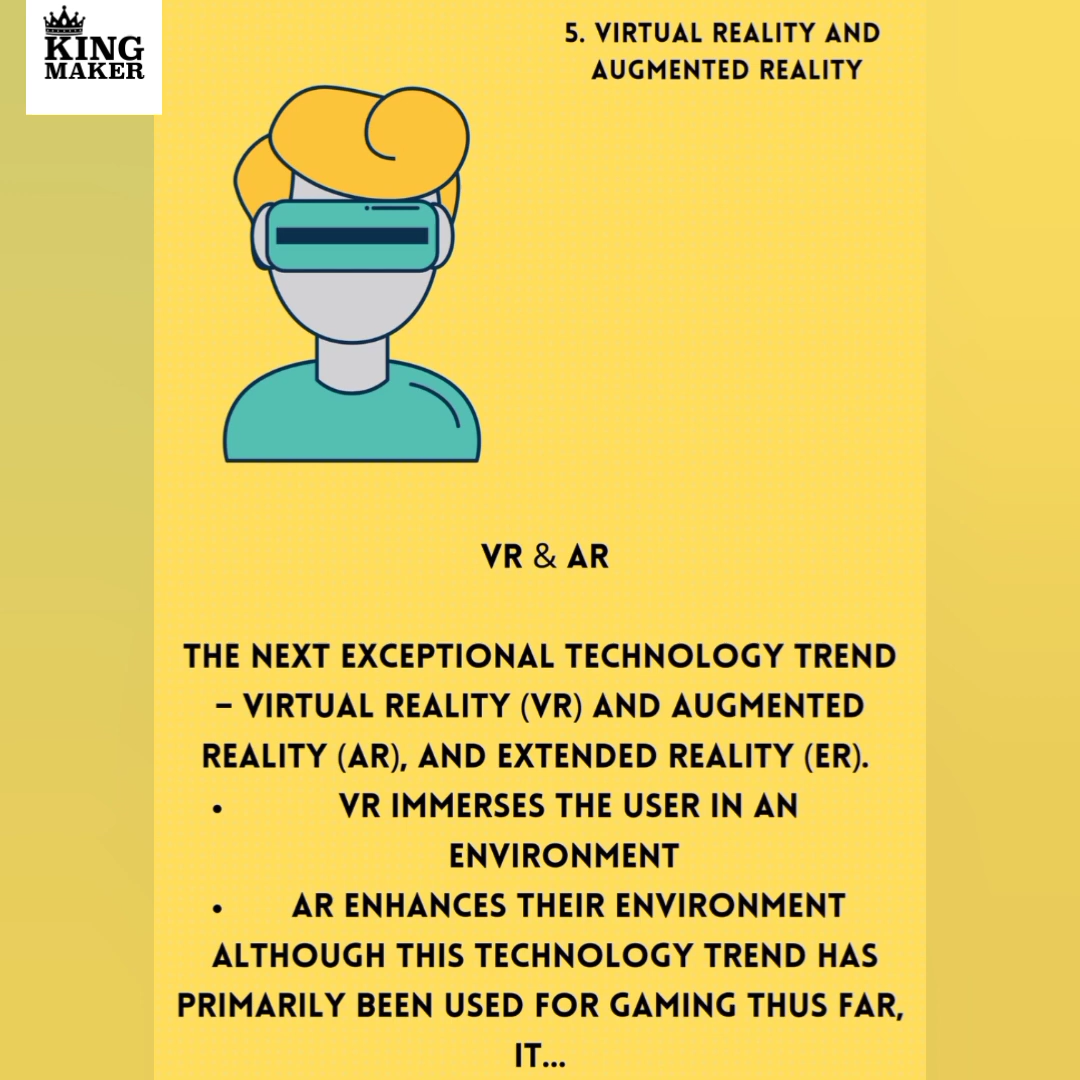 KING
MAKER
5. VIRTUAL REALITY AND
AUGMENTED REALITY
VR & AR
THE NEXT EXCEPTIONAL TECHNOLOGY TREND
– VIRTUAL REALITY (VR) AND AUGMENTED
REALITY (AR), AND EXTENDED REALITY (ER).
• VR IMMERSES THE USER IN AN
ENVIRONMENT
• AR ENHANCES THEIR ENVIRONMENT
ALTHOUGH THIS TECHNOLOGY TREND HAS
PRIMARILY BEEN USED FOR GAMING THUS FAR,
IT...